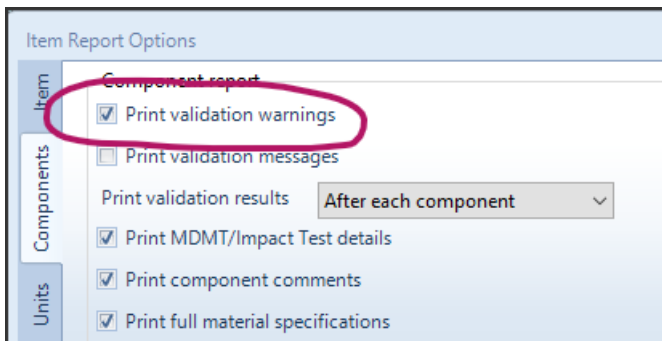 Item Report Options
Item
Component report
Print validation warnings
Print validation messages
Components
Print validation results After each component
Print MDMT/Impact Test details
Print component comments
Units
Print full material specifications